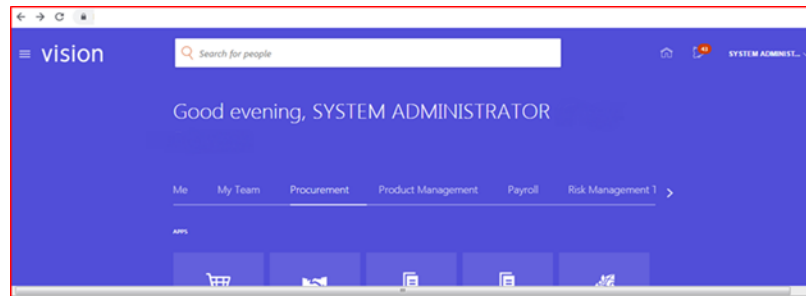 vision
Search for people
43
SYSTEM ADMINIST...
Good evening, SYSTEM ADMINISTRATOR
Me My Team Procurement Product Management Payroll Risk Management T
APPS